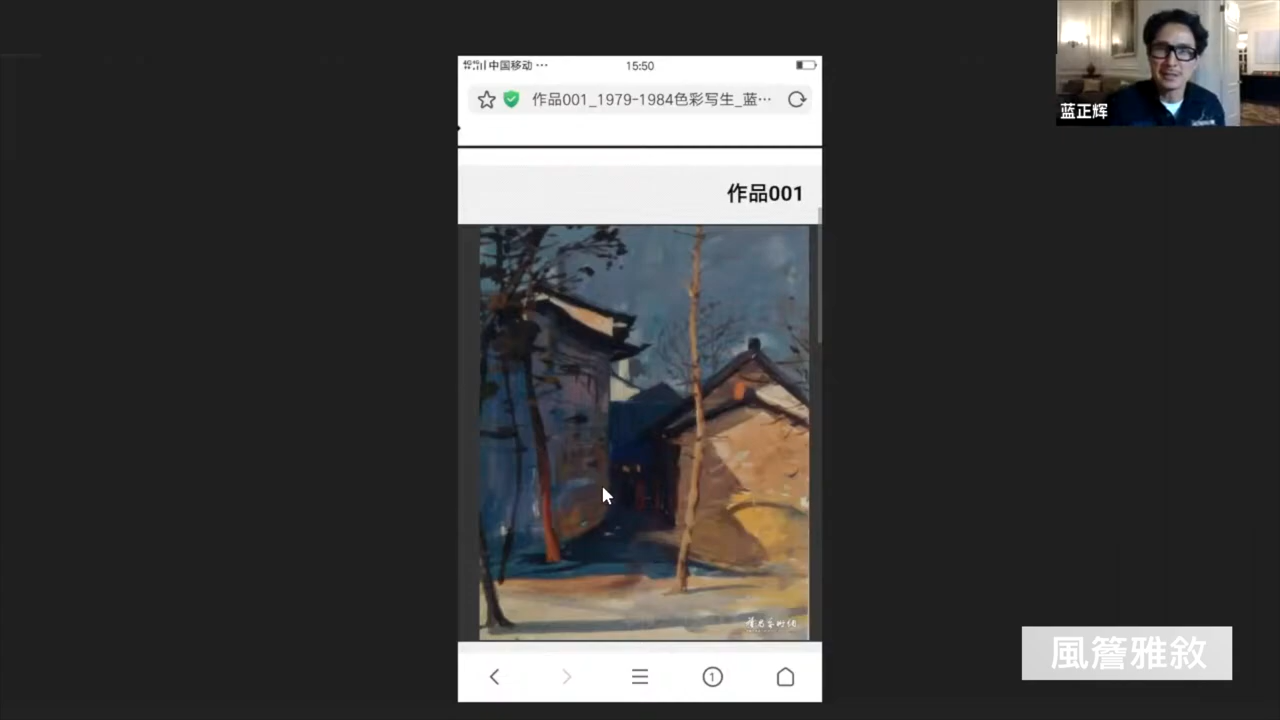 中国移动 ···
15:50
作品001_1979-1984色彩写生_蓝···
蓝正辉
作品001
風簷雅敘
1